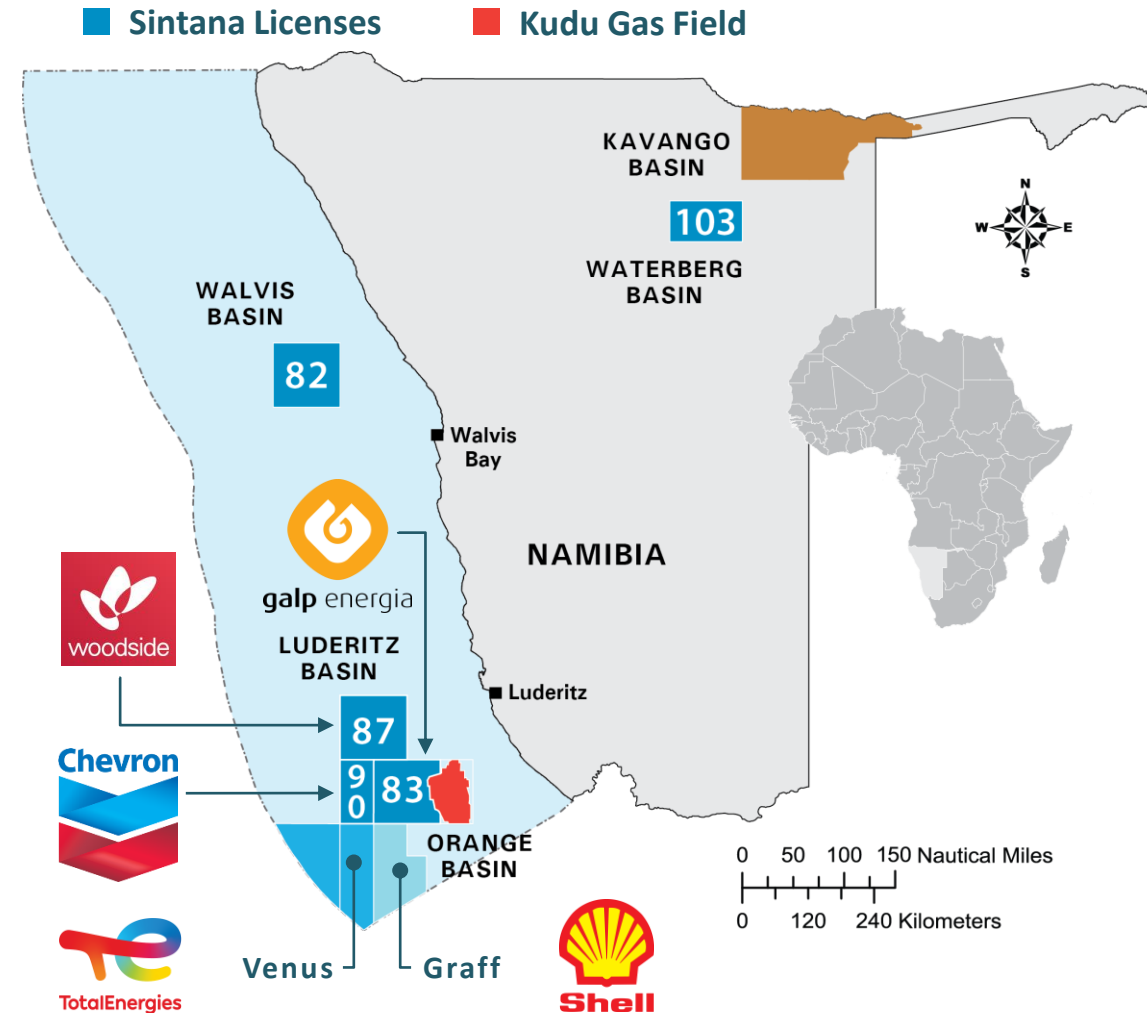 Sintana Licenses
Kudu Gas Field
KAVANGO
BASIN
103
WATERBERG
BASIN
N
W
E
S
WALVIS
BASIN
82
Walvis
Bay
galp energia
NAMIBIA
woodside
LUDERITZ
BASIN
Luderitz
87
Chevron
90
83
ORANGE
BASIN
0 50 100 150 Nautical Miles
0 120 240 Kilometers
Venus
Graff
TotalEnergies
Shell